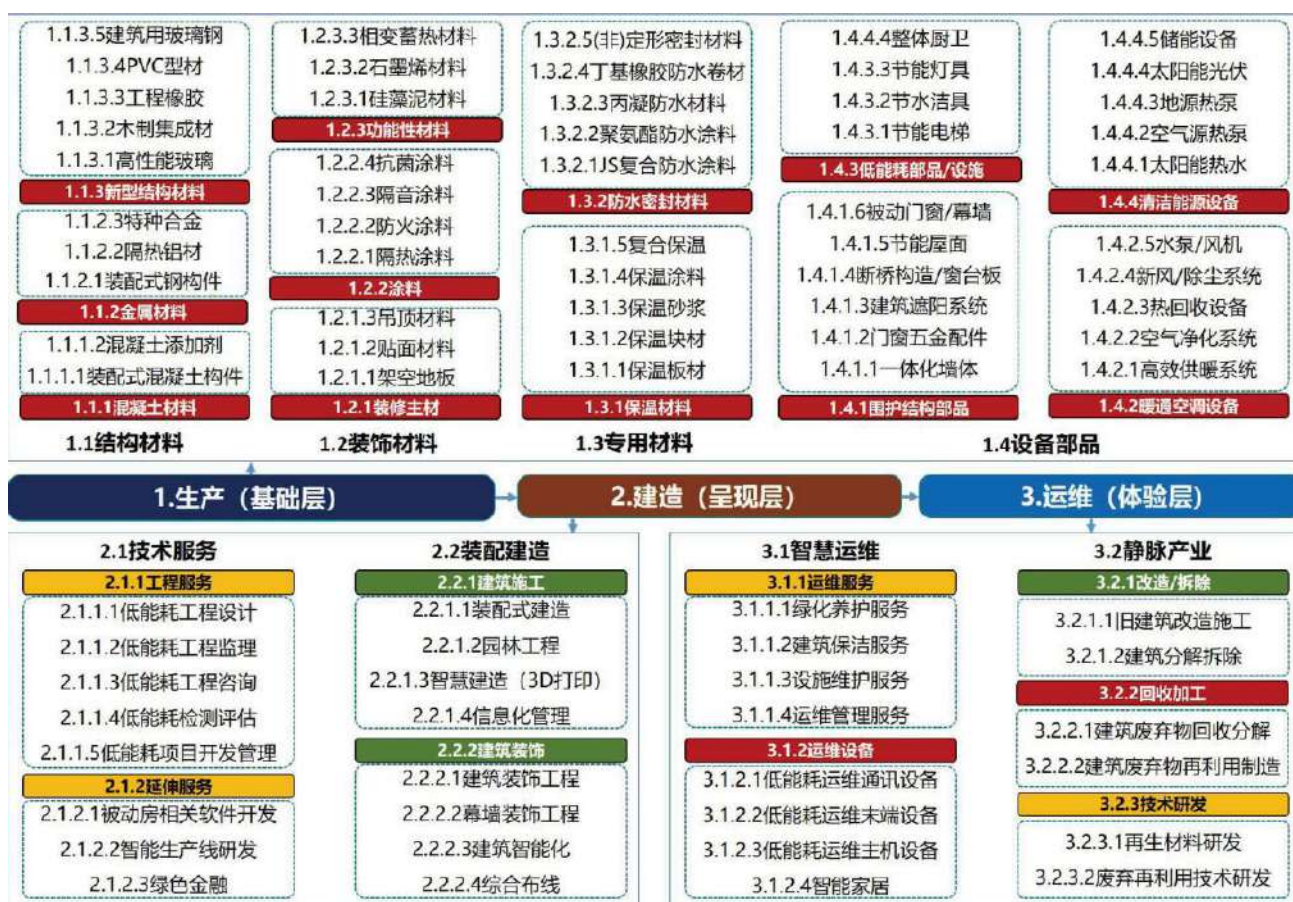 1.1.3.5建筑用玻璃钢
1.1.3.4PVC型材
1.1.3.3工程橡胶
1.1.3.2木制集成材
1.1.3.1高性能玻璃
1.1.3新型结构材料
1.1.2.3特种合金
1.1.2.2隔热铝材
1.1.2.1装配式钢构件
1.1.2金属材料
1.1.1.2混凝土添加剂
1.1.1.1装配式混凝土构件
1.1.1混凝土材料
1.1结构材料
1.2.3.3相变蓄热材料
1.2.3.2石墨烯材料
1.2.3.1硅藻泥材料
1.2.3功能性材料
1.2.2.4抗菌涂料
1.2.2.3隔音涂料
1.2.2.2防火涂料
1.2.2.1隔热涂料
1.2.2涂料
1.2.1.3吊顶材料
1.2.1.2贴面材料
1.2.1.1架空地板
1.2.1装修主材
1.2装饰材料
1.3.2.5(非)定形密封材料
1.3.2.4丁基橡胶防水卷材
1.3.2.3丙凝防水材料
1.3.2.2聚氨酯防水涂料
1.3.2.1JS复合防水涂料
1.3.2防水密封材料
1.3.1.5复合保温
1.3.1.4保温涂料
1.3.1.3保温砂浆
1.3.1.2保温块材
1.3.1.1保温板材
1.3.1保温材料
1.3专用材料
1.4.4.4整体厨卫
1.4.3.3节能灯具
1.4.3.2节水洁具
1.4.3.1节能电梯
1.4.3低能耗部品/设施
1.4.1.6被动门窗/幕墙
1.4.1.5节能屋面
1.4.1.4断桥构造/窗台板
1.4.1.3建筑遮阳系统
1.4.1.2门窗五金配件
1.4.1.1一体化墙体
1.4.1围护结构部品
1.4.4.5储能设备
1.4.4.4太阳能光伏
1.4.4.3地源热泵
1.4.4.2空气源热泵
1.4.4.1太阳能热水
1.4.4清洁能源设备
1.4.2.5水泵/风机
1.4.2.4新风/除尘系统
1.4.2.3热回收设备
1.4.2.2空气净化系统
1.4.2.1高效供暖系统
1.4.2暖通空调设备
1.4设备部品
1.生产（基础层）
2.建造（呈现层）
3.运维（体验层）
2.1技术服务
2.1.1工程服务
2.1.1.1低能耗工程设计
2.1.1.2低能耗工程监理
2.1.1.3低能耗工程咨询
2.1.1.4低能耗检测评估
2.1.1.5低能耗项目开发管理
2.1.2延伸服务
2.1.2.1被动房相关软件开发
2.1.2.2智能生产线研发
2.1.2.3绿色金融
2.2装配建造
2.2.1建筑施工
2.2.1.1装配式建造
2.2.1.2园林工程
2.2.1.3智慧建造（3D打印）
2.2.1.4信息化管理
2.2.2建筑装饰
2.2.2.1建筑装饰工程
2.2.2.2幕墙装饰工程
2.2.2.3建筑智能化
2.2.2.4综合布线
3.1智慧运维
3.1.1运维服务
3.1.1.1绿化养护服务
3.1.1.2建筑保洁服务
3.1.1.3设施维护服务
3.1.1.4运维管理服务
3.1.2运维设备
3.1.2.1低能耗运维通讯设备
3.1.2.2低能耗运维末端设备
3.1.2.3低能耗运维主机设备
3.1.2.4智能家居
3.2静脉产业
3.2.1改造/拆除
3.2.1.1旧建筑改造施工
3.2.1.2建筑分解拆除
3.2.2回收加工
3.2.2.1建筑废弃物回收分解
3.2.2.2建筑废弃物再利用制造
3.2.3技术研发
3.2.3.1再生材料研发
3.2.3.2废弃再利用技术研发